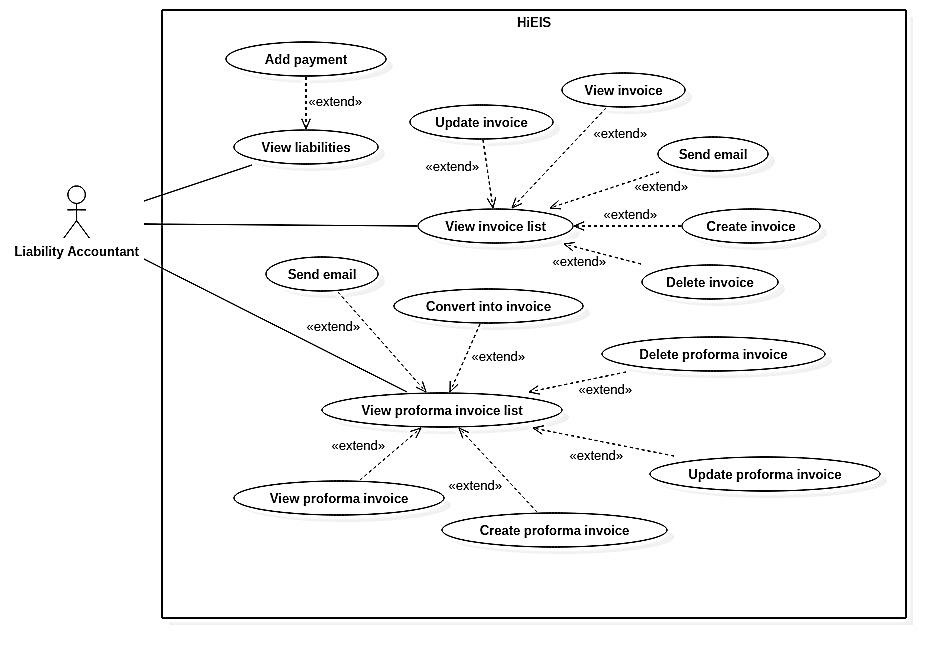 HiEIS
Add payment
«extend»
View liabilities
View invoice
«extend»
Update invoice
«extend»
Send email
«extend»
View invoice list
«extend»
Create invoice
«extend»
Delete invoice
Liability Accountant
Send email
«extend»
Convert into invoice
«extend»
Delete proforma invoice
«extend»
View proforma invoice list
«extend»
«extend»
Update proforma invoice
View proforma invoice
«extend»
Create proforma invoice